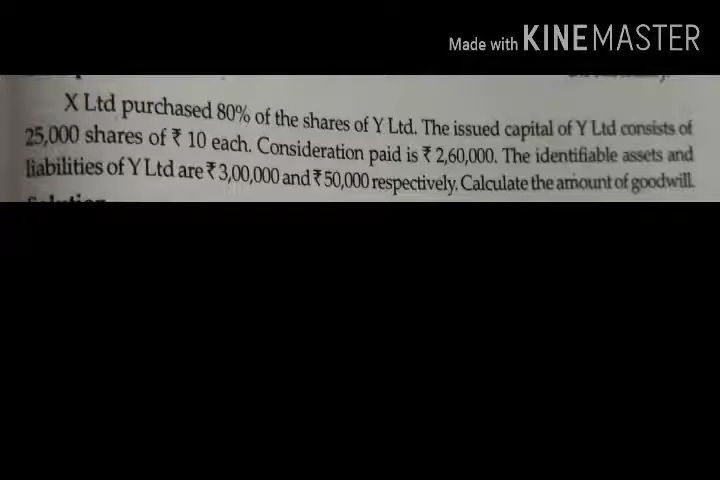 Made with KINEMASTER
X Ltd purchased 80% of the shares of Y Ltd. The issued capital of Y Ltd consists of
25,000 shares of ₹ 10 each. Consideration paid is ₹ 2,60,000. The identifiable assets and
liabilities of Y Ltd are ₹ 3,00,000 and ₹ 50,000 respectively. Calculate the amount of goodwill.